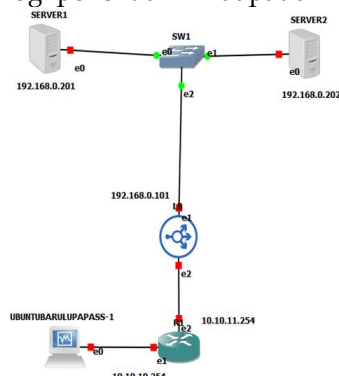 SERVER1
SERVER2
SW1
e0
e1
e0
e0
192.168.0.201
192.168.0.202
e2
192.168.0.101
e1
e2
UBUNTUBARULUPAPASS-1
R1
10.10.11.254
e2
e0
e1